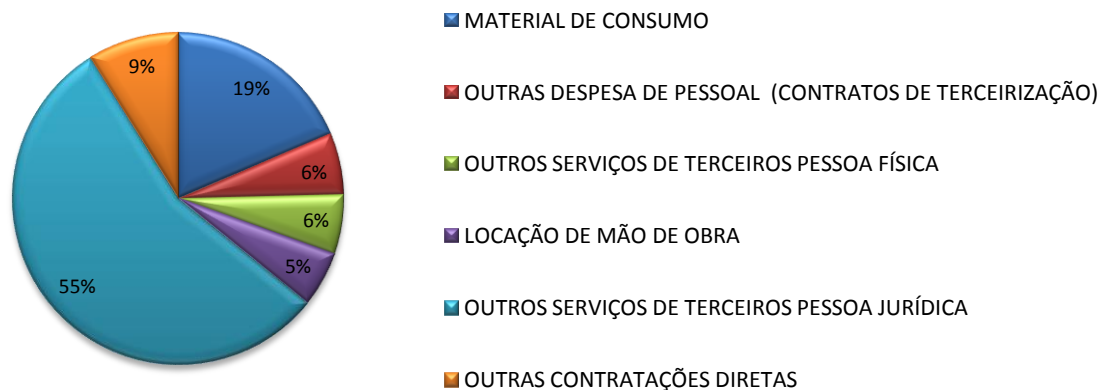 19%
6%
6%
5%
55%
9%
MATERIAL DE CONSUMO
OUTRAS DESPESA DE PESSOAL (CONTRATOS DE TERCEIRIZAÇÃO)
OUTROS SERVIÇOS DE TERCEIROS PESSOA FÍSICA
LOCAÇÃO DE MÃO DE OBRA
OUTROS SERVIÇOS DE TERCEIROS PESSOA JURÍDICA
OUTRAS CONTRATAÇÕES DIRETAS